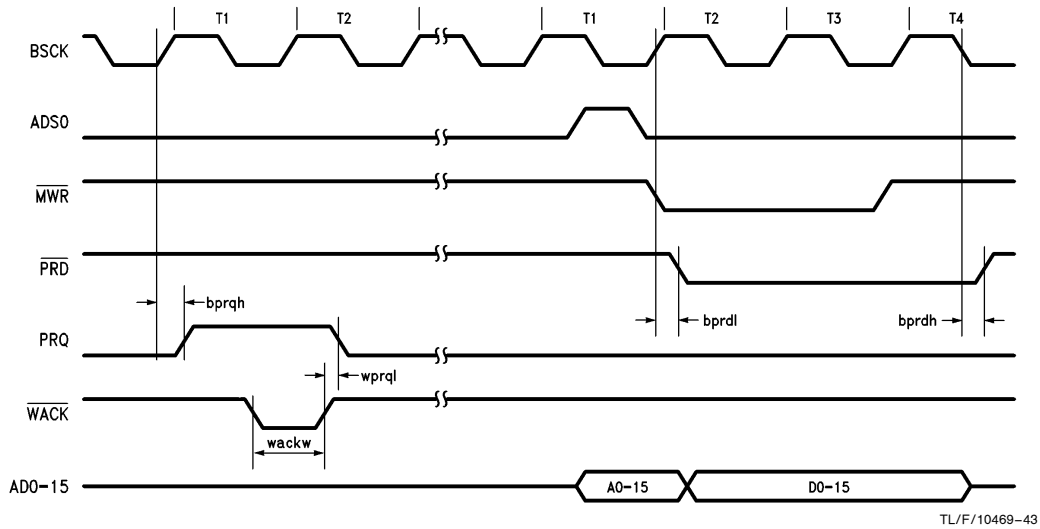 T1 T2 T1 T2 T3 T4
BSCK
ADS0
MWR
PRD
bprqh bprdl bprdh
PRQ
wprql
WACK
wackw
AD0-15 A0-15 D0-15
TL/F/10469-43